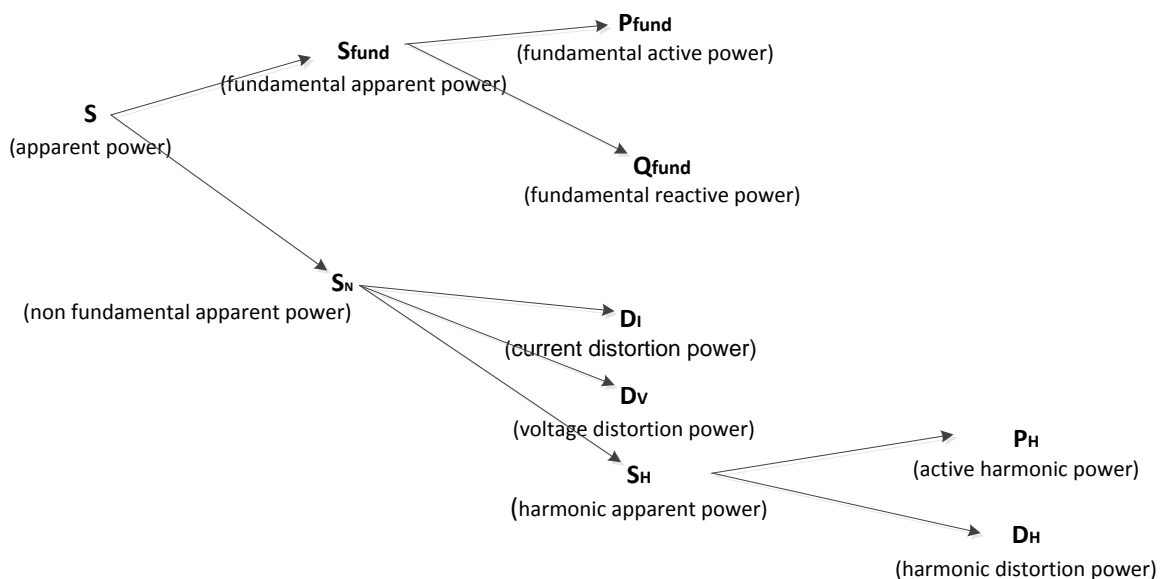 Pfund
(fundamental active power)
Sfund
(fundamental apparent power)
S
(apparent power)
Qfund
(fundamental reactive power)
SN
(non fundamental apparent power)
DI
(current distortion power)
DV
(voltage distortion power)
SH
(harmonic apparent power)
PH
(active harmonic power)
DH
(harmonic distortion power)